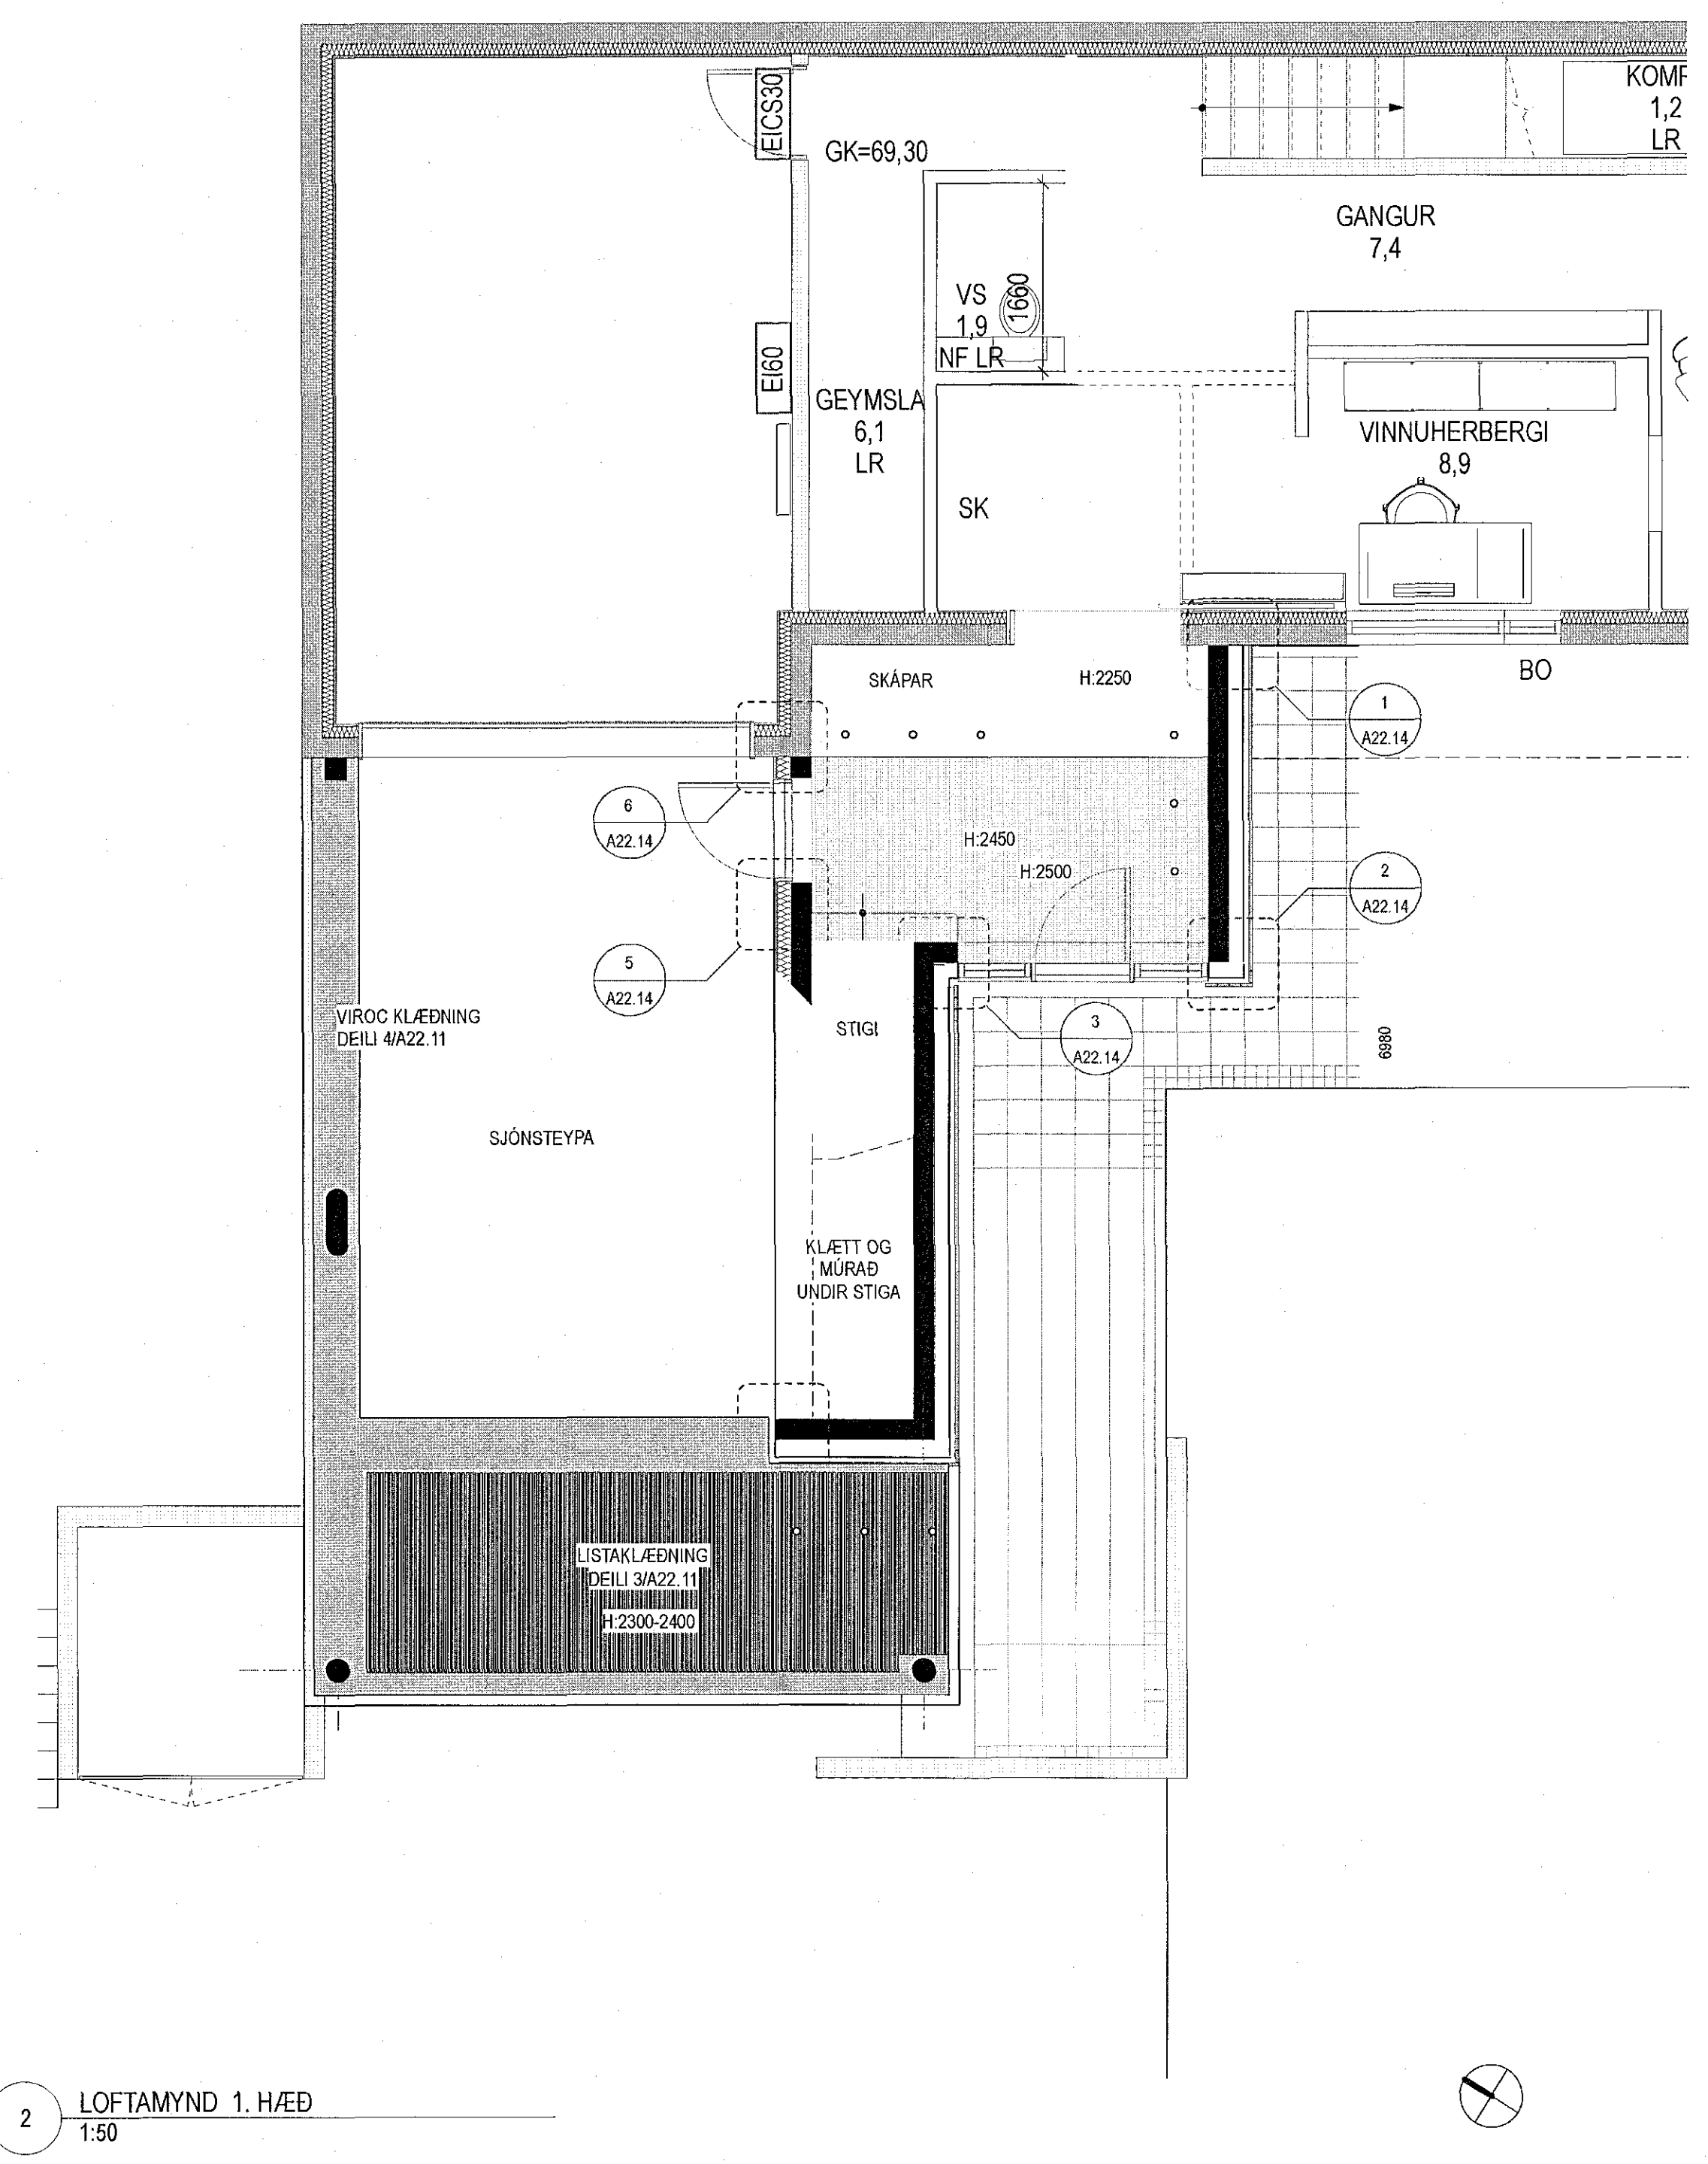 KOMP
1,2
LR
EICS30
GK=69,30
GANGUR
7,4
VS
1,9
NF LR
1660
EI60
GEYMSLA
6,1
LR
VINNUHERBERGI
8,9
SK
SKÁPAR
H:2250
BO
1
A22.14
6
A22.14
H:2450
H:2500
2
A22.14
5
A22.14
VIROC KLÆÐNING
DEILI 4/A22.11
STIGI
3
A22.14
6980
SJÓNSTEYPA
KLÆTT OG
MÚRAÐ
UNDIR STIGA
LISTAKLÆÐNING
DEILI 3/A22.11
H:2300-2400
2
LOFTAMYND 1. HÆÐ
1:50